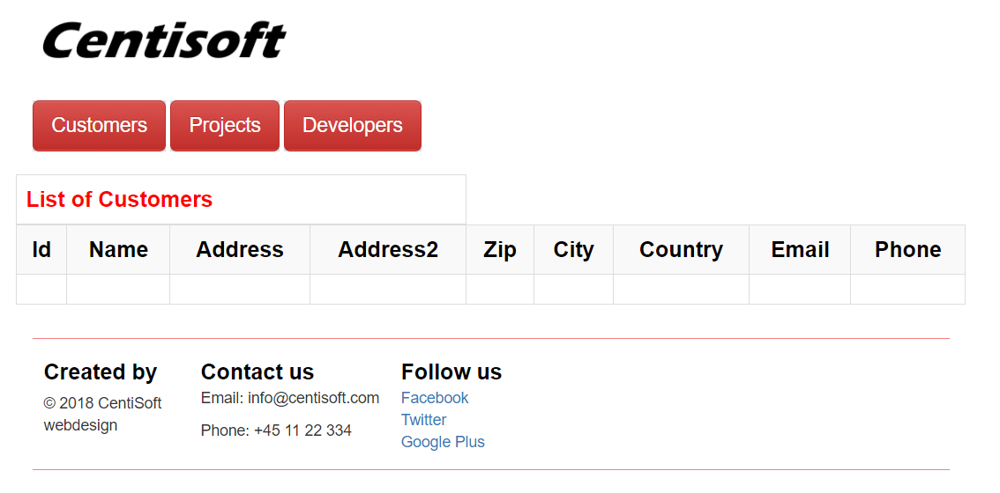 Centisoft
Customers Projects Developers
List of Customers
Id Name Address Address2 Zip City Country Email Phone
Created by
© 2018 CentiSoft
webdesign
Contact us
Email: info@centisoft.com
Phone: +45 11 22 334
Follow us
Facebook
Twitter
Google Plus